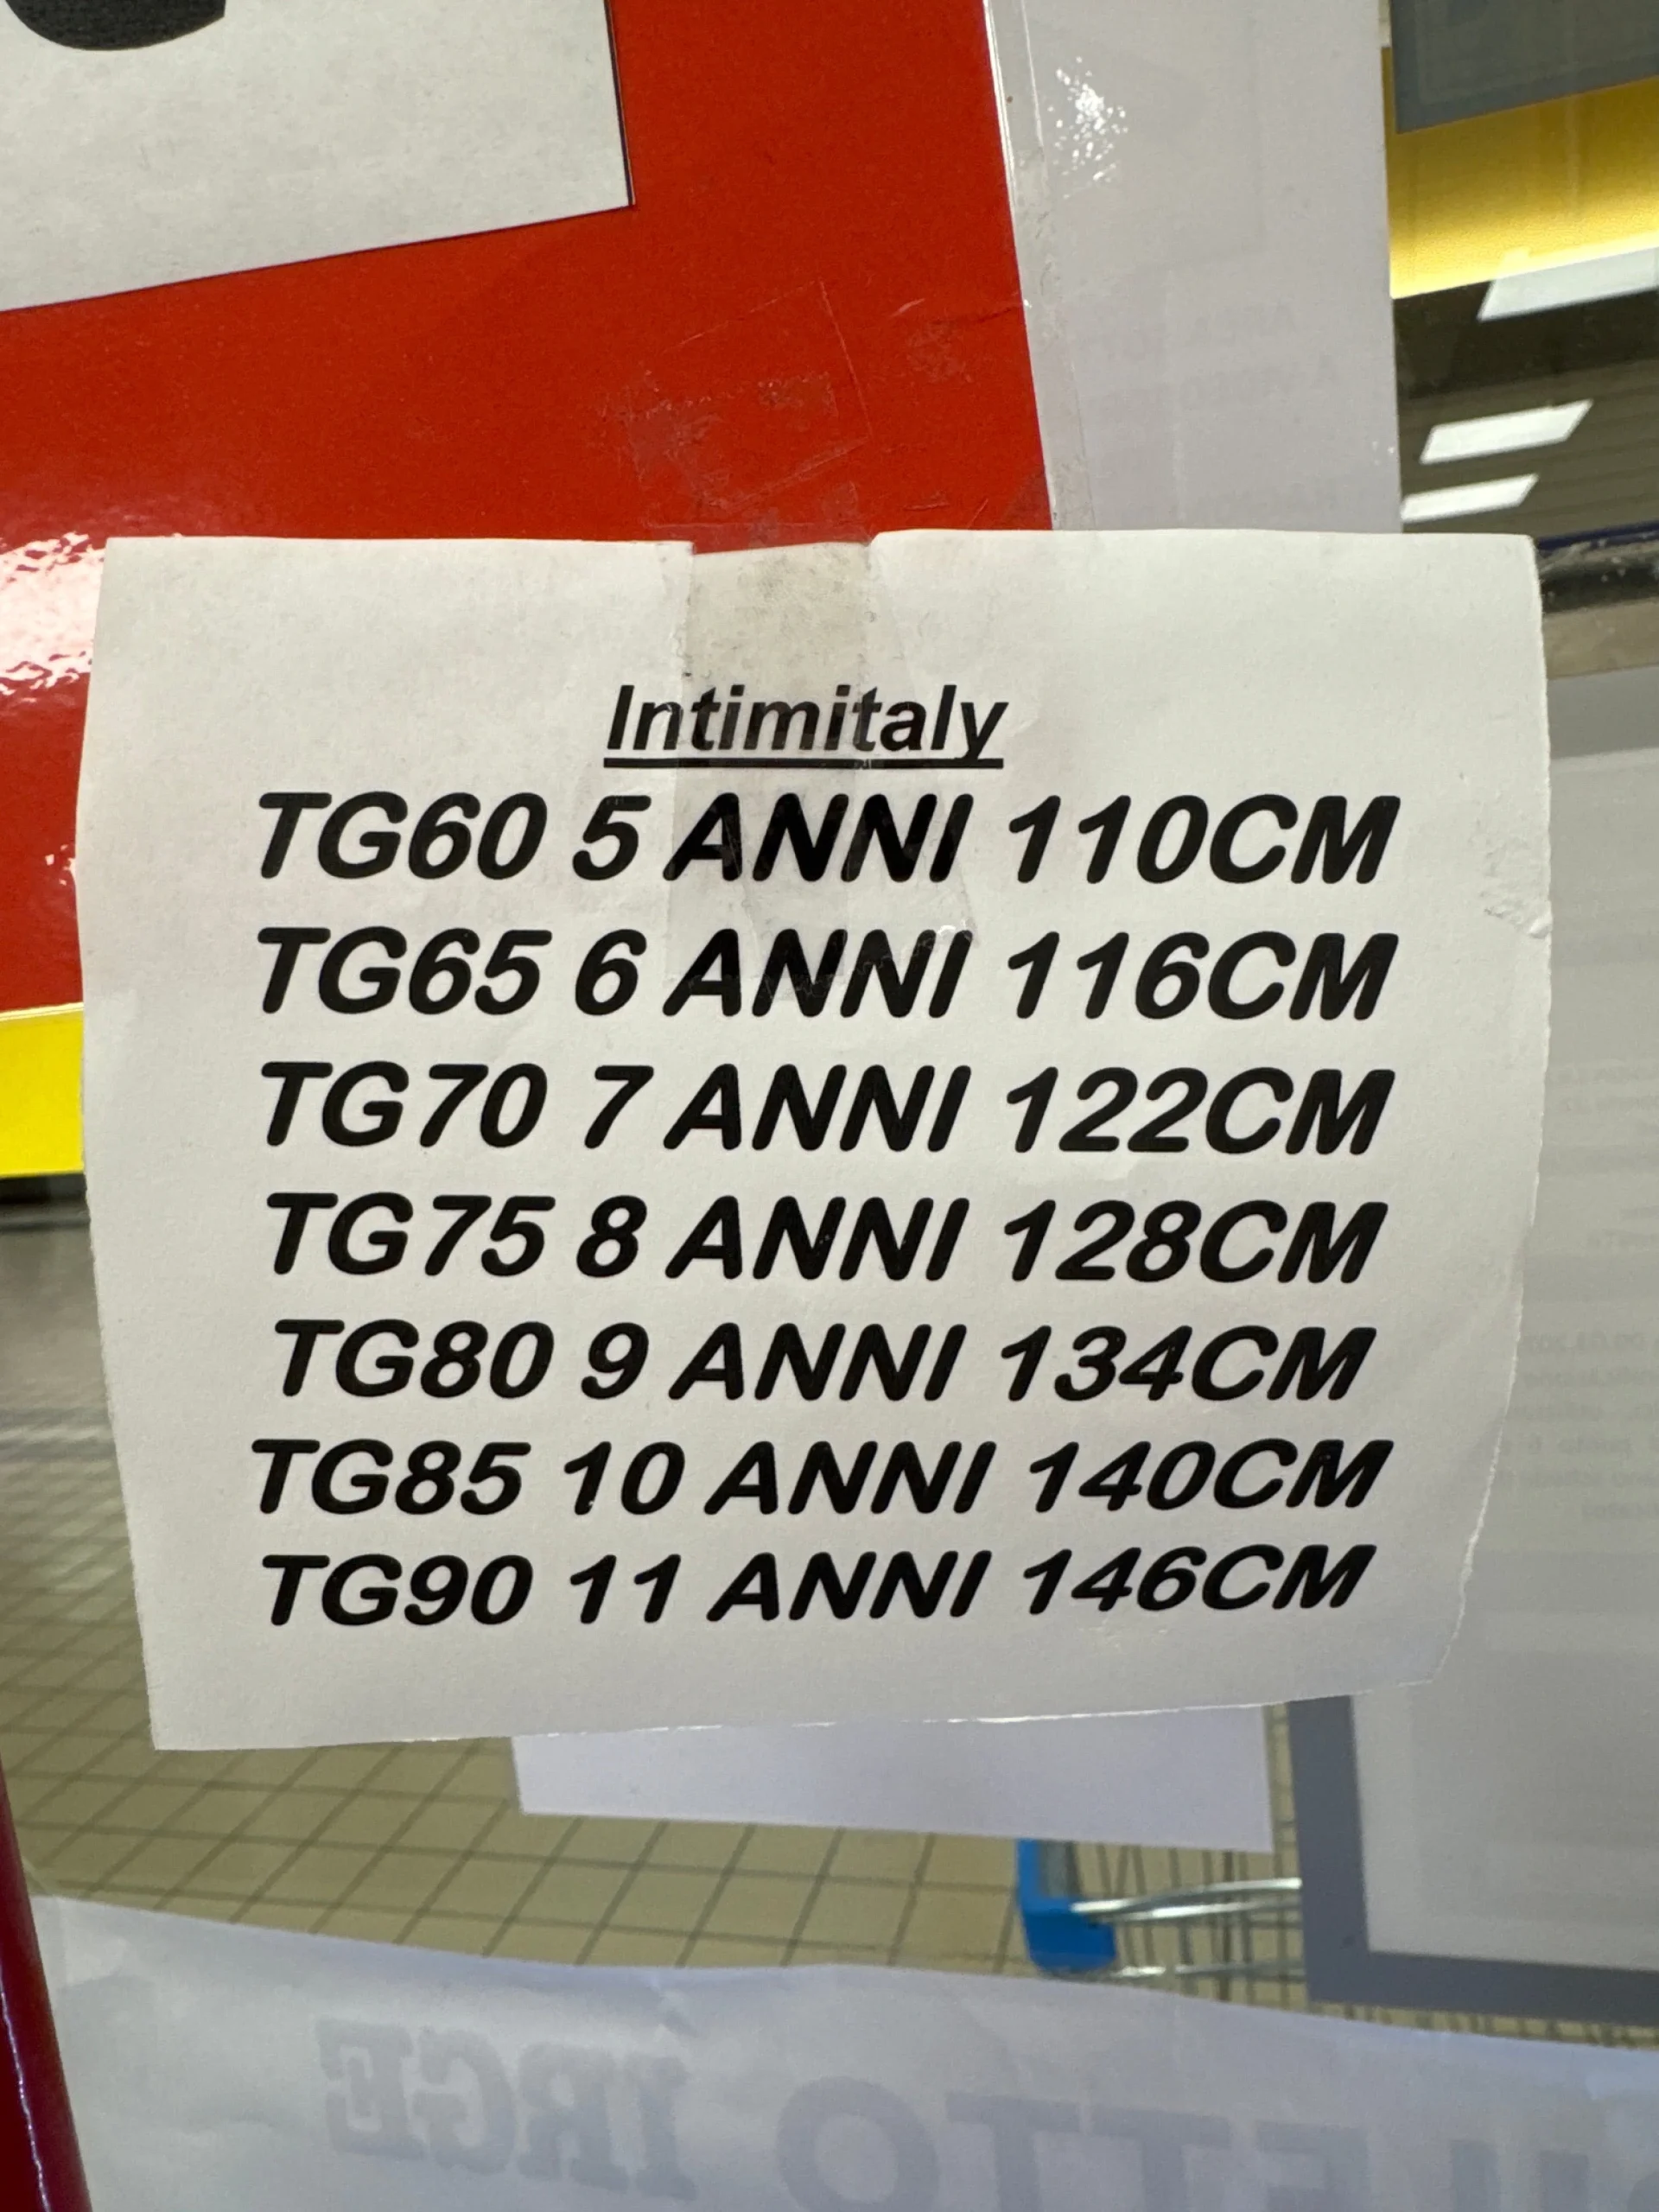 Intimitaly
TG60 5 ANNI 110CM
TG65 6 ANNI 116CM
TG70 7 ANNI 122CM
TG75 8 ANNI 128CM
TG80 9 ANNI 134CM
TG85 10 ANNI 140CM
TG90 11 ANNI 146CM